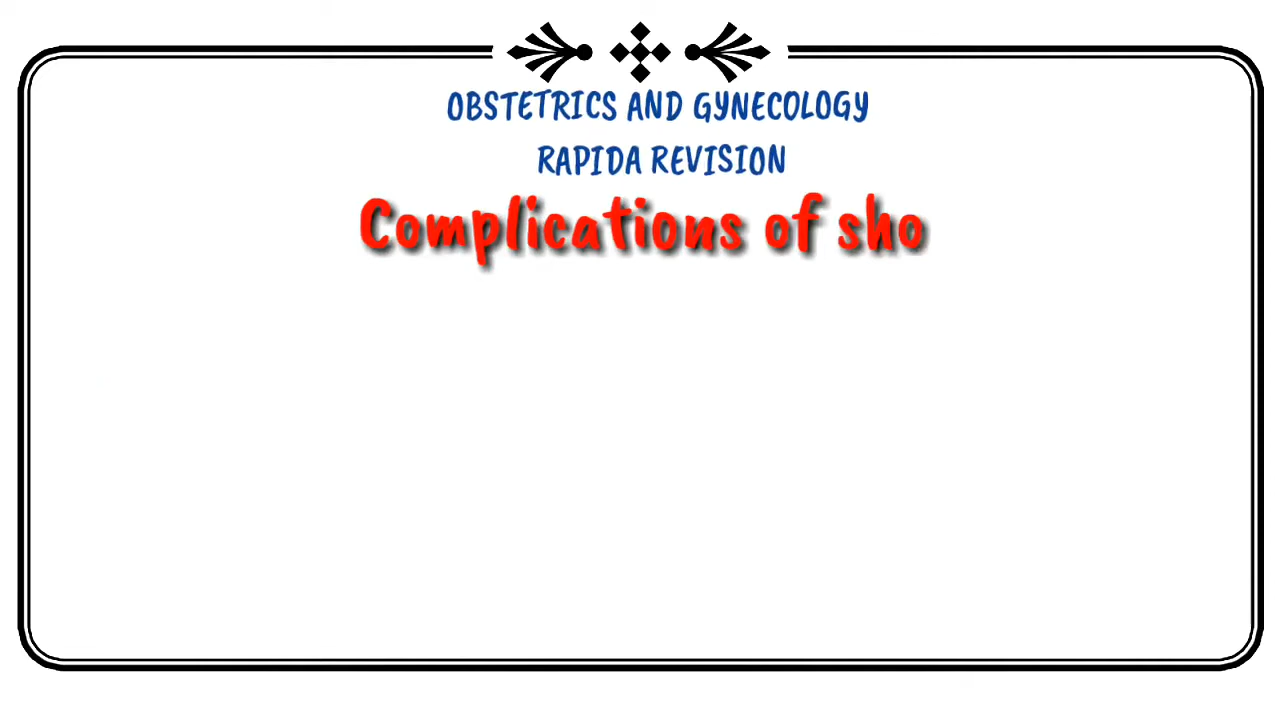 OBSTETRICS AND GYNECOLOGY
RAPIDA REVISION
Complications of sho